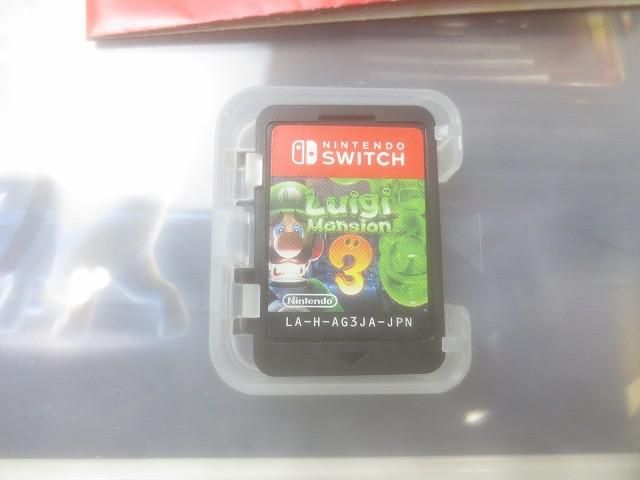 NINTENDO
SWITCH
Luigi
Mansion
3
Nintendo
LA-H-AG3JA-JPN